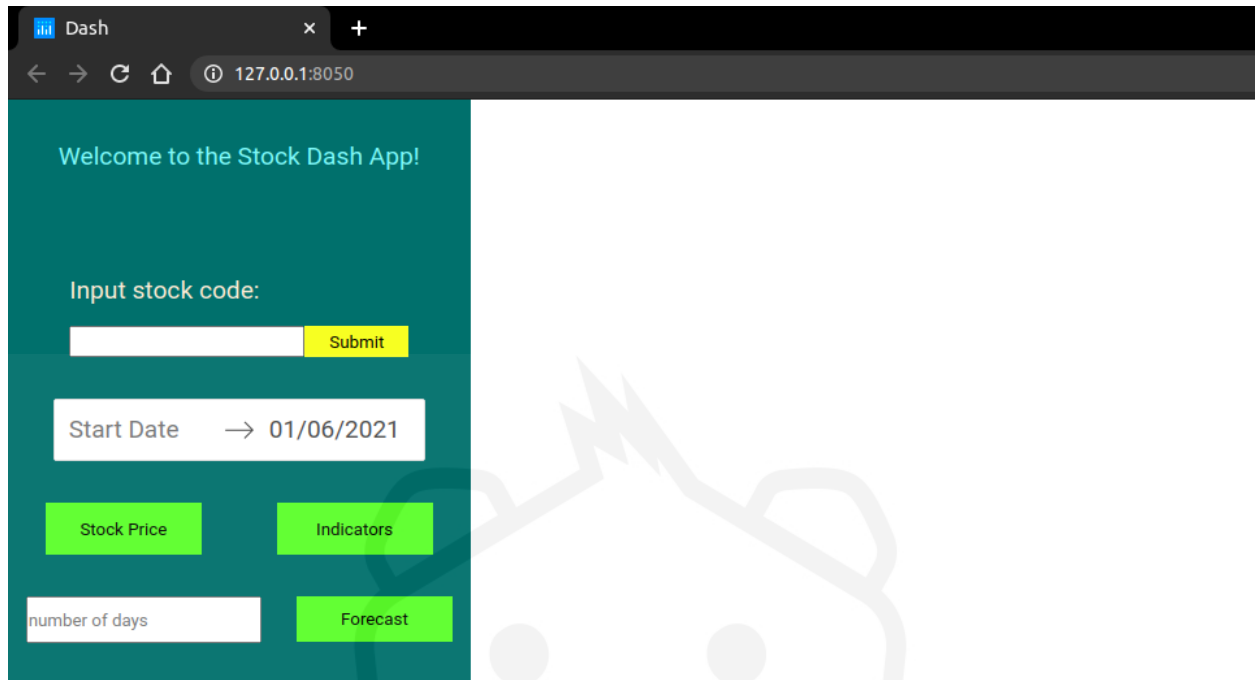 Dash
127.0.0.1:8050
Welcome to the Stock Dash App!
Input stock code:
Submit
Start Date → 01/06/2021
Stock Price Indicators
number of days Forecast